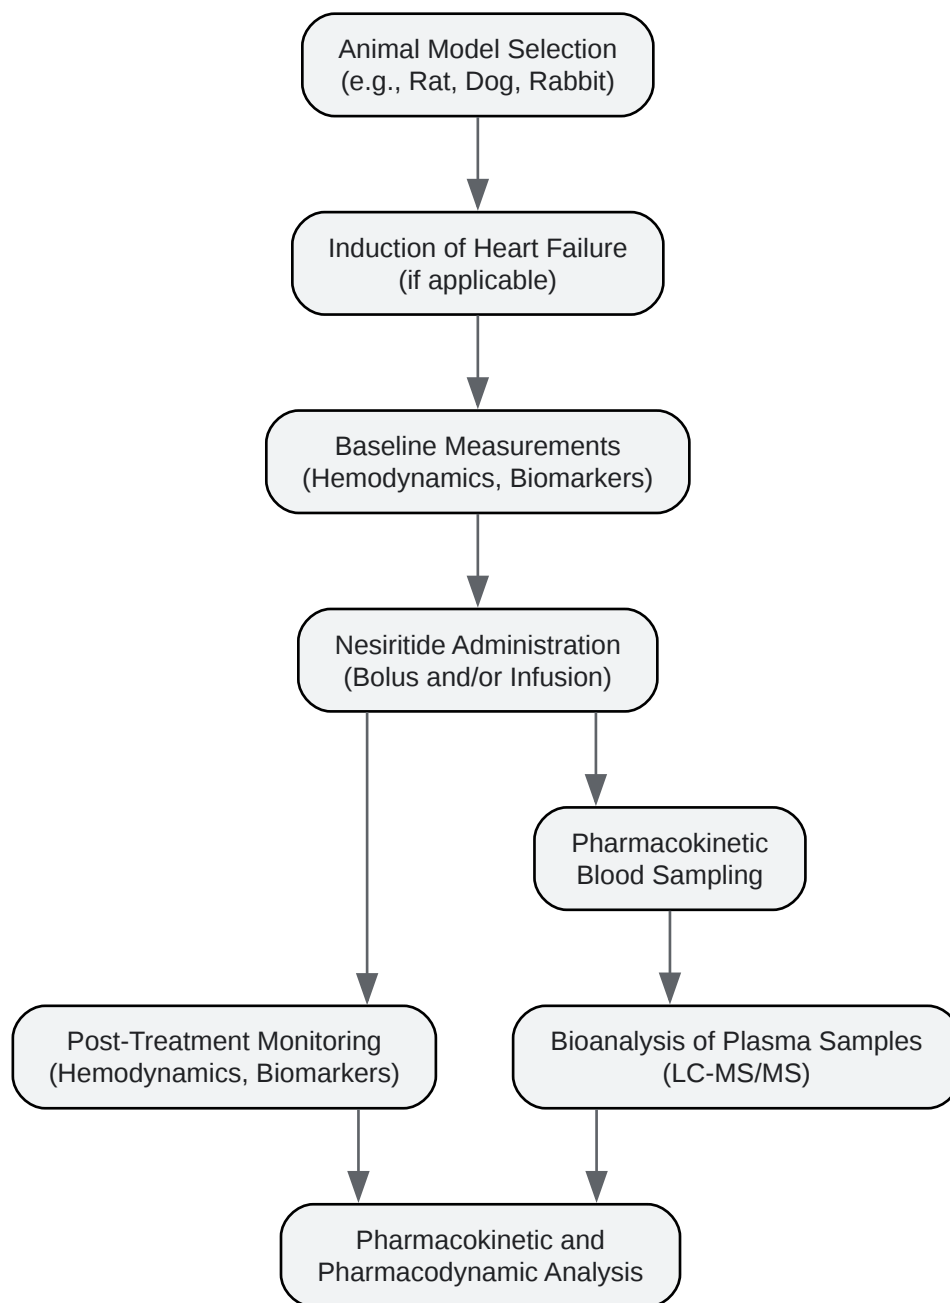 Animal Model Selection
(e.g., Rat, Dog, Rabbit)
Induction of Heart Failure
(if applicable)
Baseline Measurements
(Hemodynamics, Biomarkers)
Nesiritide Administration
(Bolus and/or Infusion)
Pharmacokinetic
Blood Sampling
Post-Treatment Monitoring
(Hemodynamics, Biomarkers)
Bioanalysis of Plasma Samples
(LC-MS/MS)
Pharmacokinetic and
Pharmacodynamic Analysis